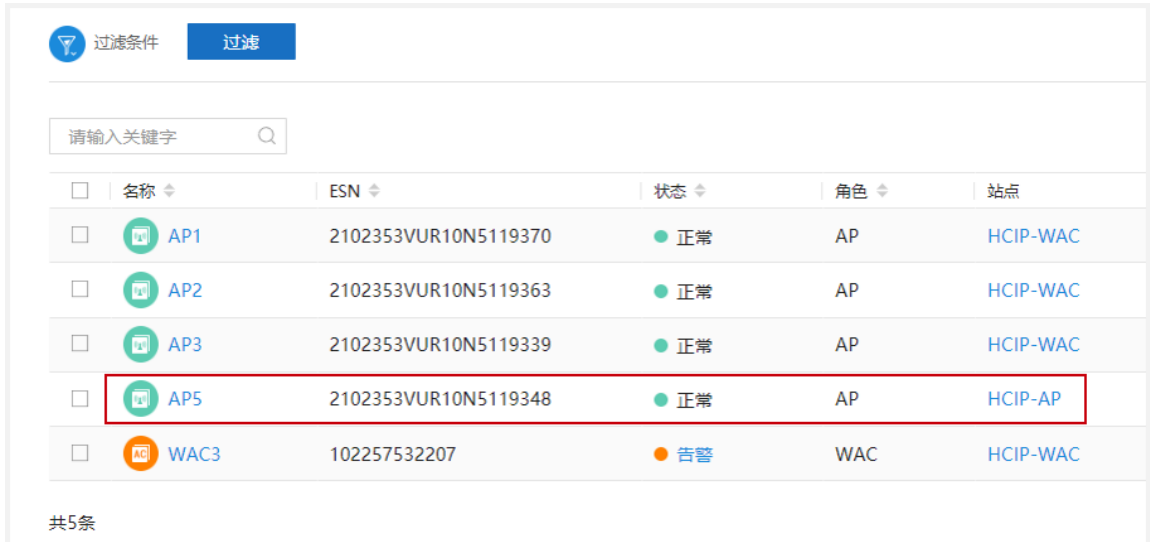 过滤条件 过滤
请输入关键字
名称 ESN 状态 角色 站点
AP1 2102353VUR10N5119370 正常 AP HCIP-WAC
AP2 2102353VUR10N5119363 正常 AP HCIP-WAC
AP3 2102353VUR10N5119339 正常 AP HCIP-WAC
AP5 2102353VUR10N5119348 正常 AP HCIP-AP
AC WAC3 102257532207 告警 WAC HCIP-WAC
共5条